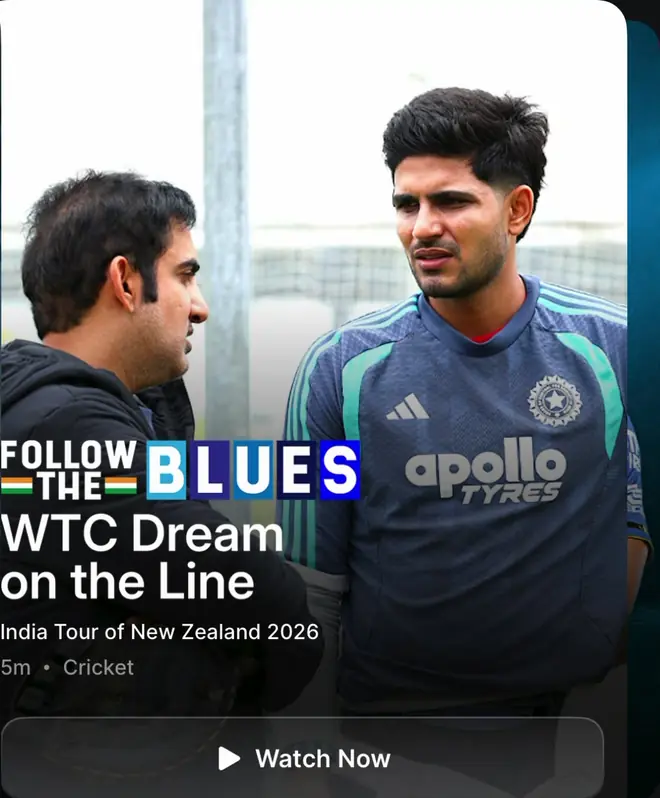 apollo
TYRES
FOLLOW
THE
BLUES
WTC Dream
on the Line
India Tour of New Zealand 2026
5m • Cricket
Watch Now